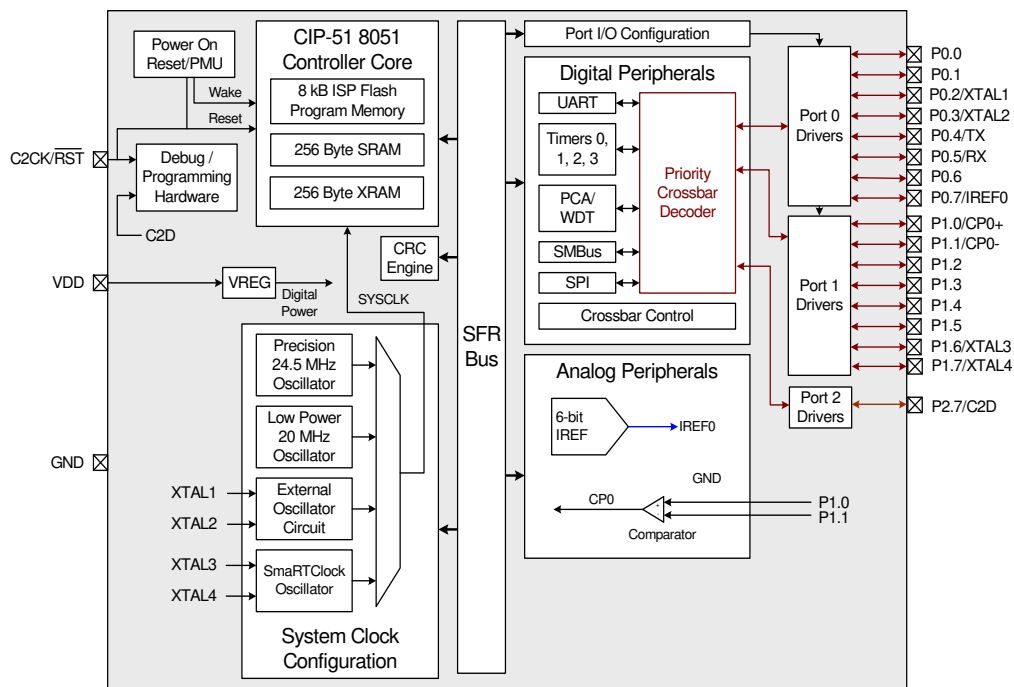 Power On
Reset/PMU
Wake
Reset
C2CK/RST
Debug /
Programming
Hardware
C2D
VDD
VREG
Digital
Power
GND
CIP-51 8051
Controller Core
8 kB ISP Flash
Program Memory
256 Byte SRAM
256 Byte XRAM
CRC
Engine
SYSCLK
Precision
24.5 MHz
Oscillator
Low Power
20 MHz
Oscillator
XTAL1
XTAL2
External
Oscillator
Circuit
XTAL3
XTAL4
SmaRTClock
Oscillator
System Clock
Configuration
SFR
Bus
Port I/O Configuration
Digital Peripherals
UART
Timers 0,
1, 2, 3
PCA/
WDT
SMBus
SPI
Priority
Crossbar
Decoder
Crossbar Control
Analog Peripherals
6-bit
IREF
IREF0
GND
CP0
+
-
Comparator
P1.0
P1.1
Port 0
Drivers
Port 1
Drivers
Port 2
Drivers
P0.0
P0.1
P0.2/XTAL1
P0.3/XTAL2
P0.4/TX
P0.5/RX
P0.6
P0.7/IREF0
P1.0/CP0+
P1.1/CP0-
P1.2
P1.3
P1.4
P1.5
P1.6/XTAL3
P1.7/XTAL4
P2.7/C2D